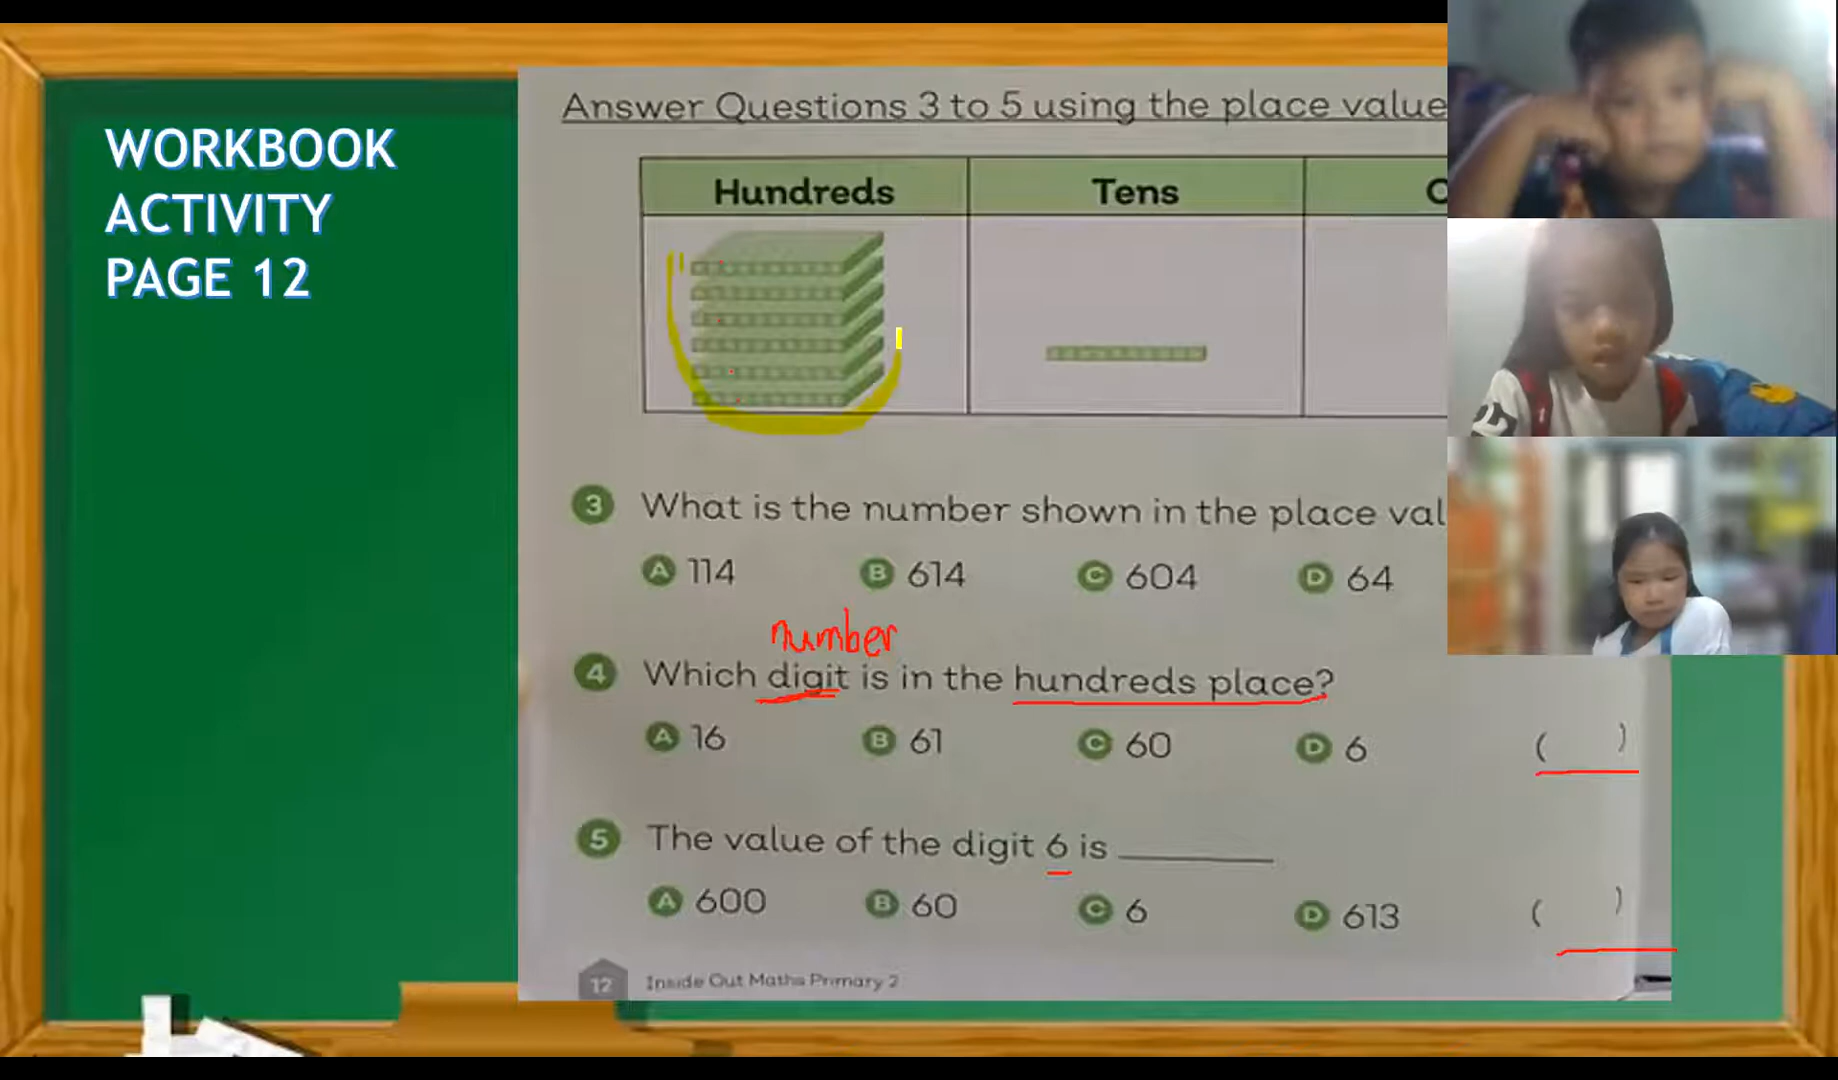 WORKBOOK
ACTIVITY
PAGE 12
Answer Questions 3 to 5 using the place value
Hundreds Tens
3 What is the number shown in the place val
A 114 B 614 C 604 D 64
number
4 Which digit is in the hundreds place?
A 16 B 61 C 60 D 6 ( )
5 The value of the digit 6 is ________
A 600 B 60 C 6 D 613 ( )
12 Inside Out Maths Primary 2